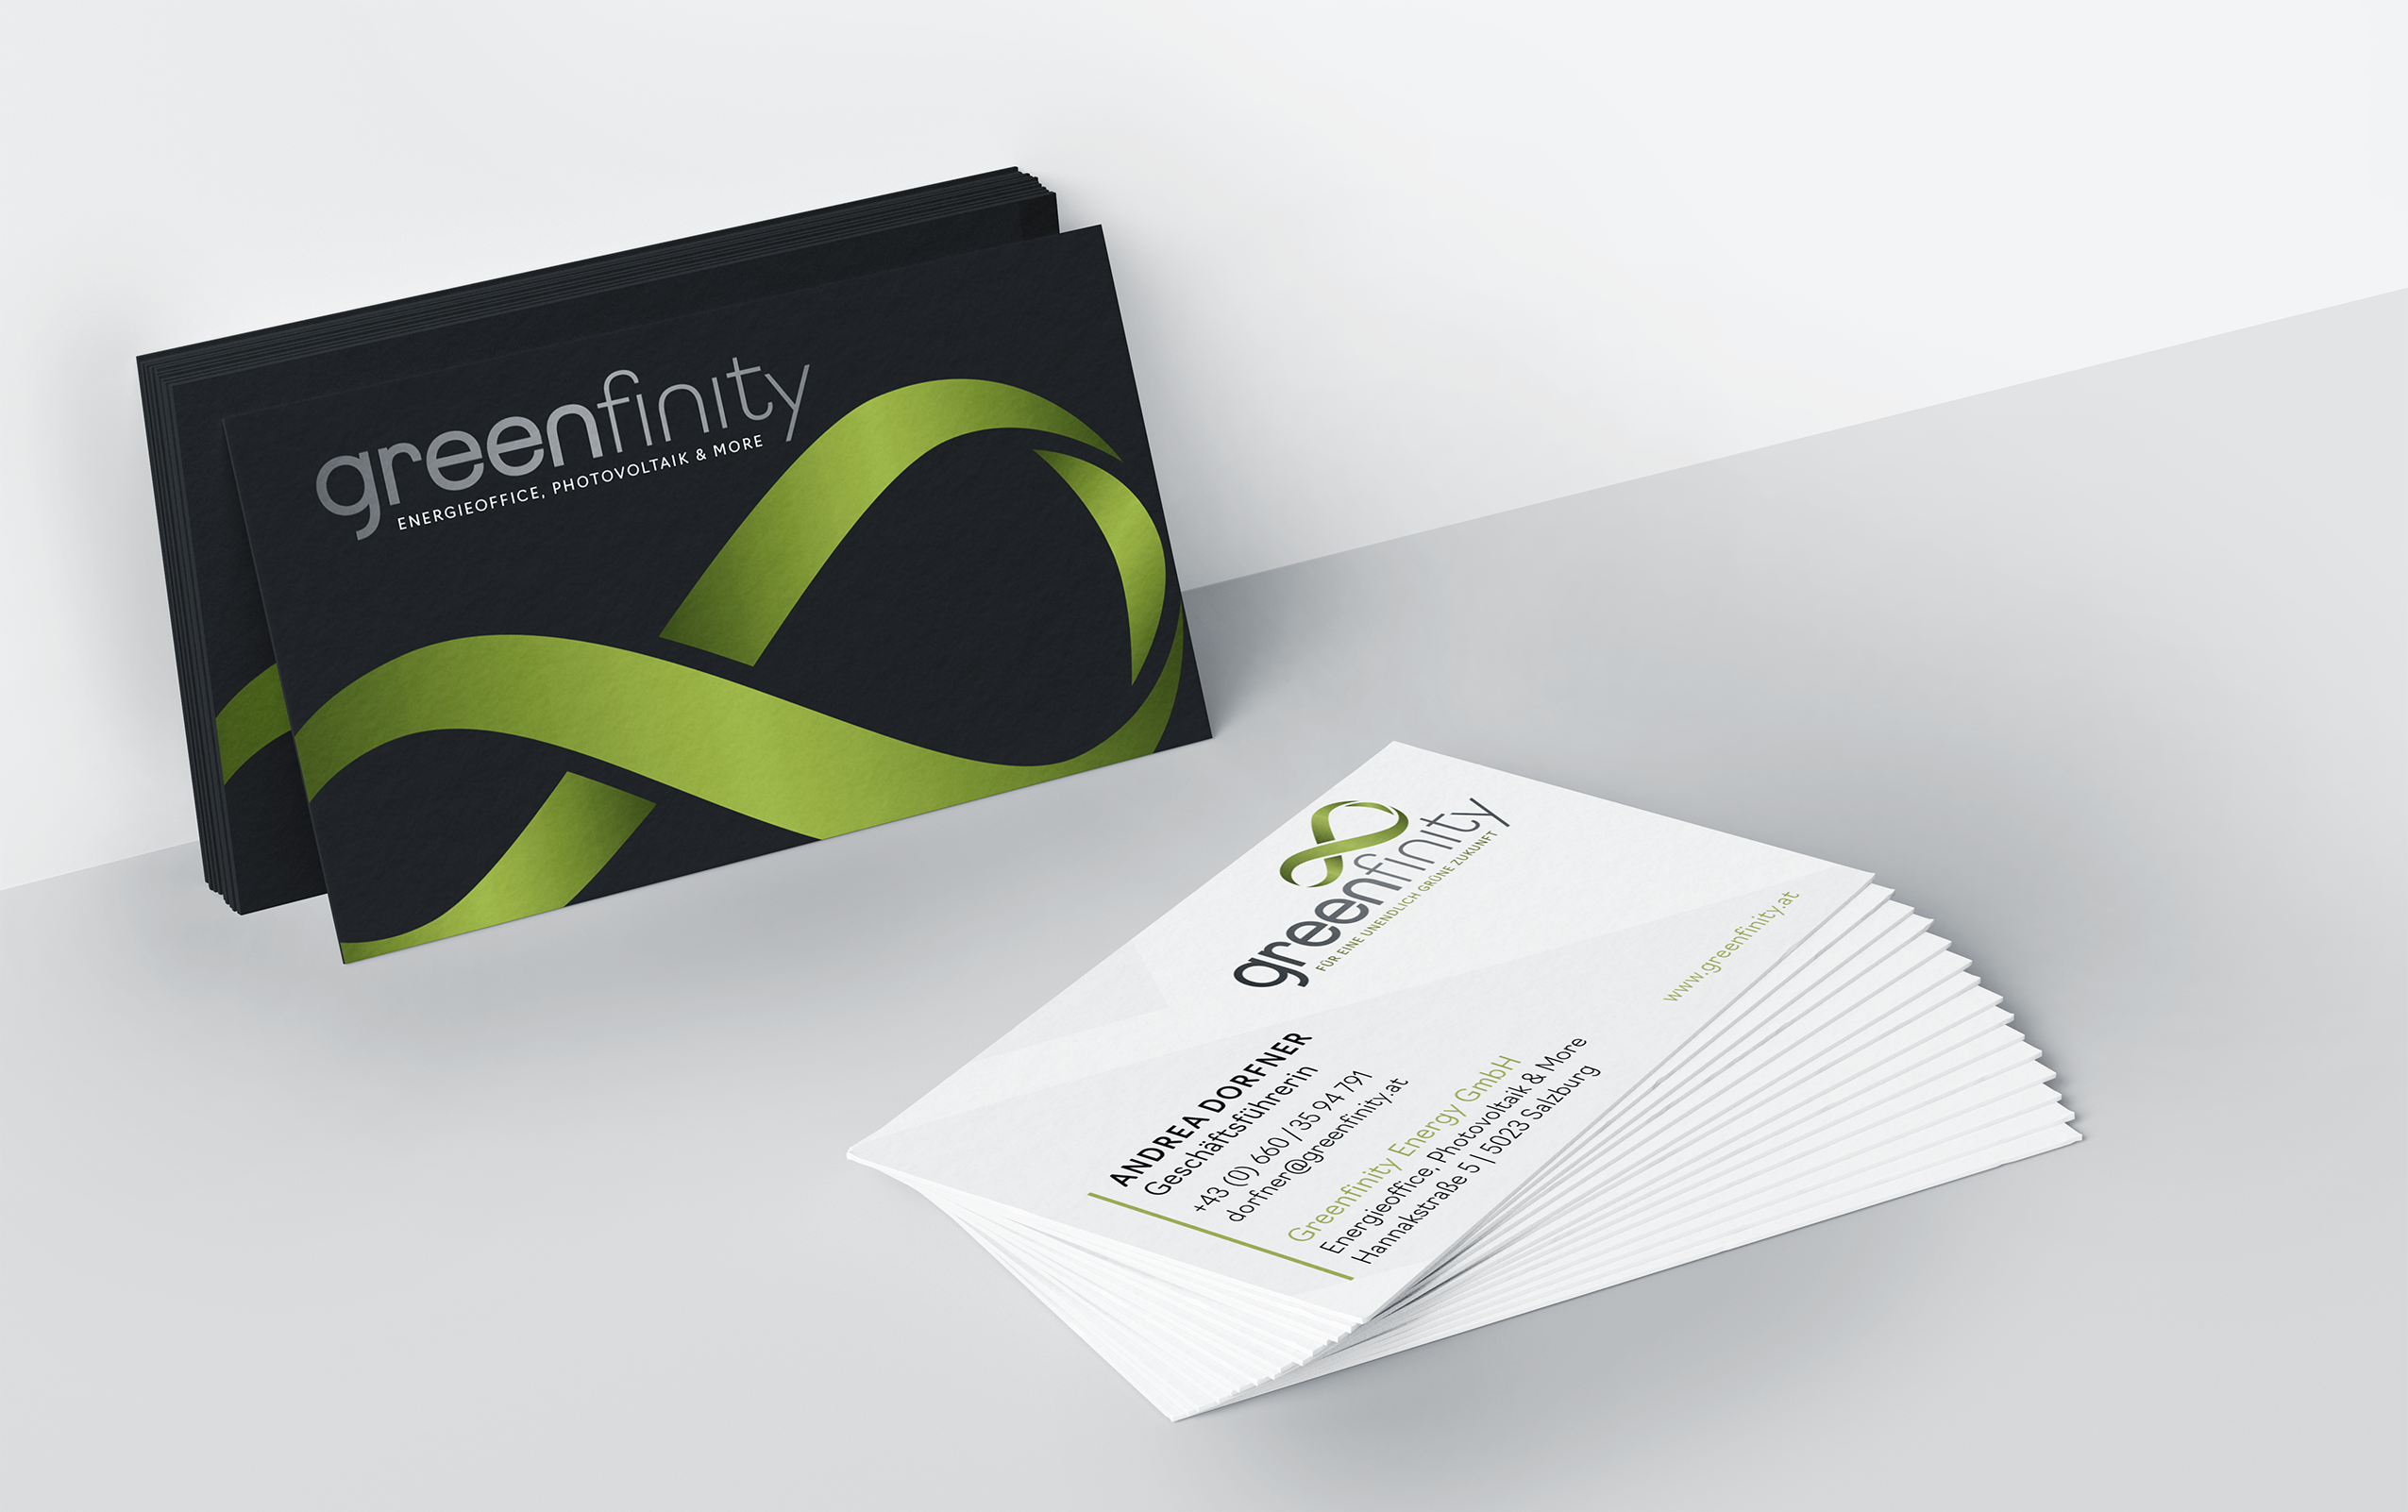 greenfinity
ENERGIEOFFICE, PHOTOVOLTAIK & MORE
greenfinity
FÜR EINE UNENDLICH GRÜNE ZUKUNFT
ANDREA DORFNER
Geschäftsführerin
+43 (0) 660 / 35 94 791
dorfner@greenfinity.at
Greenfinity Energy GmbH
Energieoffice, Photovoltaik & More
Hannakstraße 5 | 5023 Salzburg
www.greenfinity.at